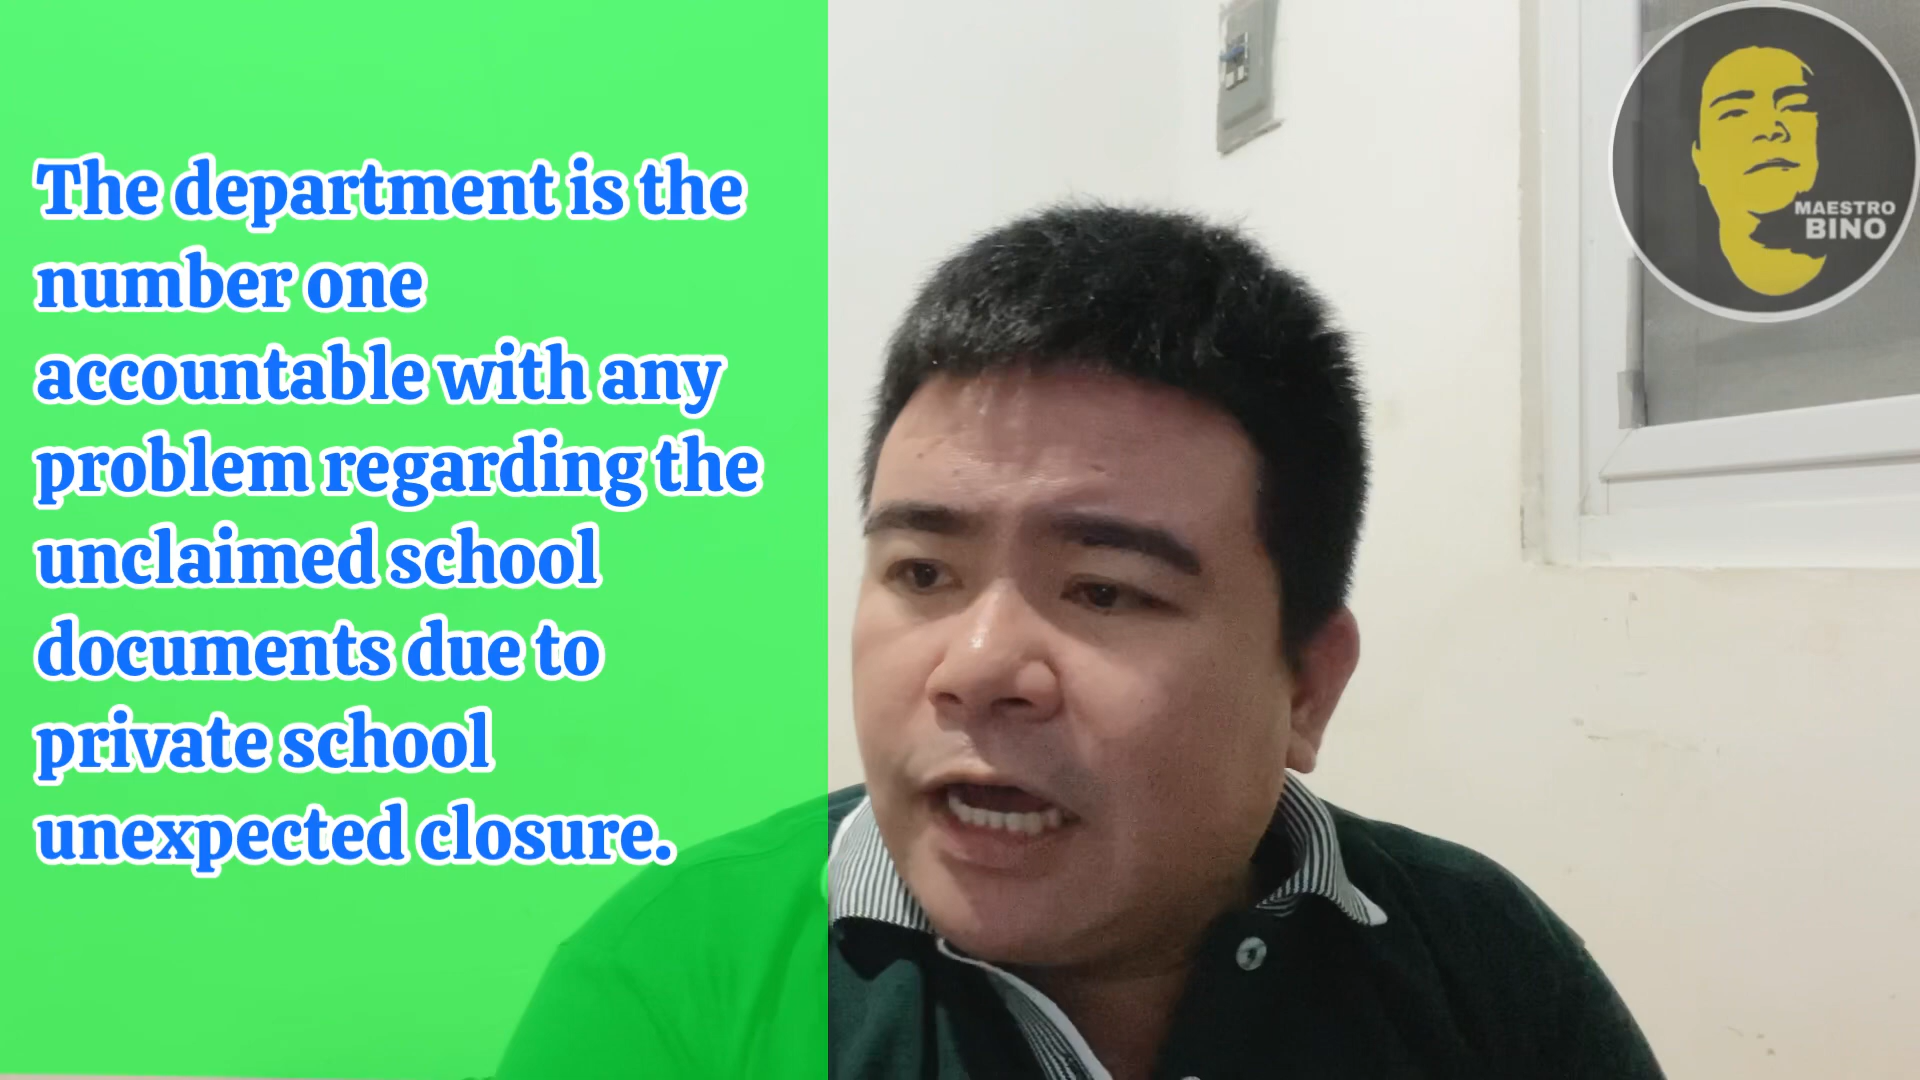 The department is the
number one
accountable with any
problem regarding the
unclaimed school
documents due to
private school
unexpected closure.
MAESTRO
BINO